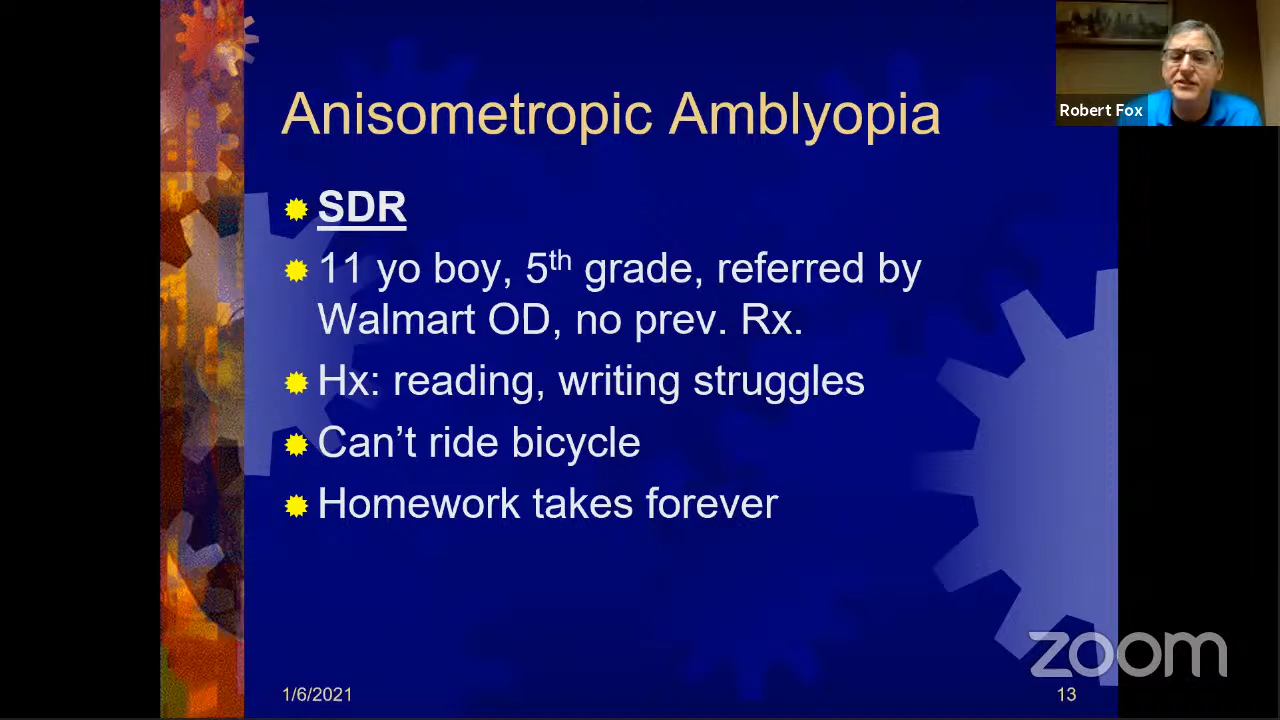 Robert Fox
Anisometropic Amblyopia
SDR
11 yo boy, 5th grade, referred by
Walmart OD, no prev. Rx.
Hx: reading, writing struggles
Can’t ride bicycle
Homework takes forever
zoom
1/6/2021
13